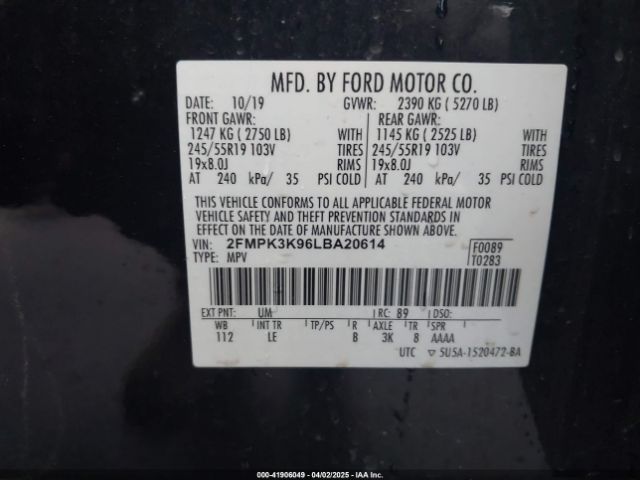 MFD. BY FORD MOTOR CO.
DATE: 10/19 GVWR: 2390 KG ( 5270 LB)
FRONT GAWR: REAR GAWR:
1247 KG ( 2750 LB) WITH 1145 KG ( 2525 LB) WITH
245/55R19 103V TIRES 245/55R19 103V TIRES
19x8.0J RIMS 19x8.0J RIMS
AT 240 kPa/ 35 PSI COLD AT 240 kPa/ 35 PSI COLD
THIS VEHICLE CONFORMS TO ALL APPLICABLE FEDERAL MOTOR
VEHICLE SAFETY AND THEFT PREVENTION STANDARDS IN
EFFECT ON THE DATE OF MANUFACTURE SHOWN ABOVE.
VIN: 2FMPK3K96LBA20614 F0089
TYPE: MPV T0283
EXT PNT: UM RC: 89 DSO:
WB INT TR TP/PS R AXLE TR SPR
112 LE B 3K 8 AAAA
UTC ▽ 5U5A-1520472-BA
000-41906049 - 04/02/2025 - IAAI.COM